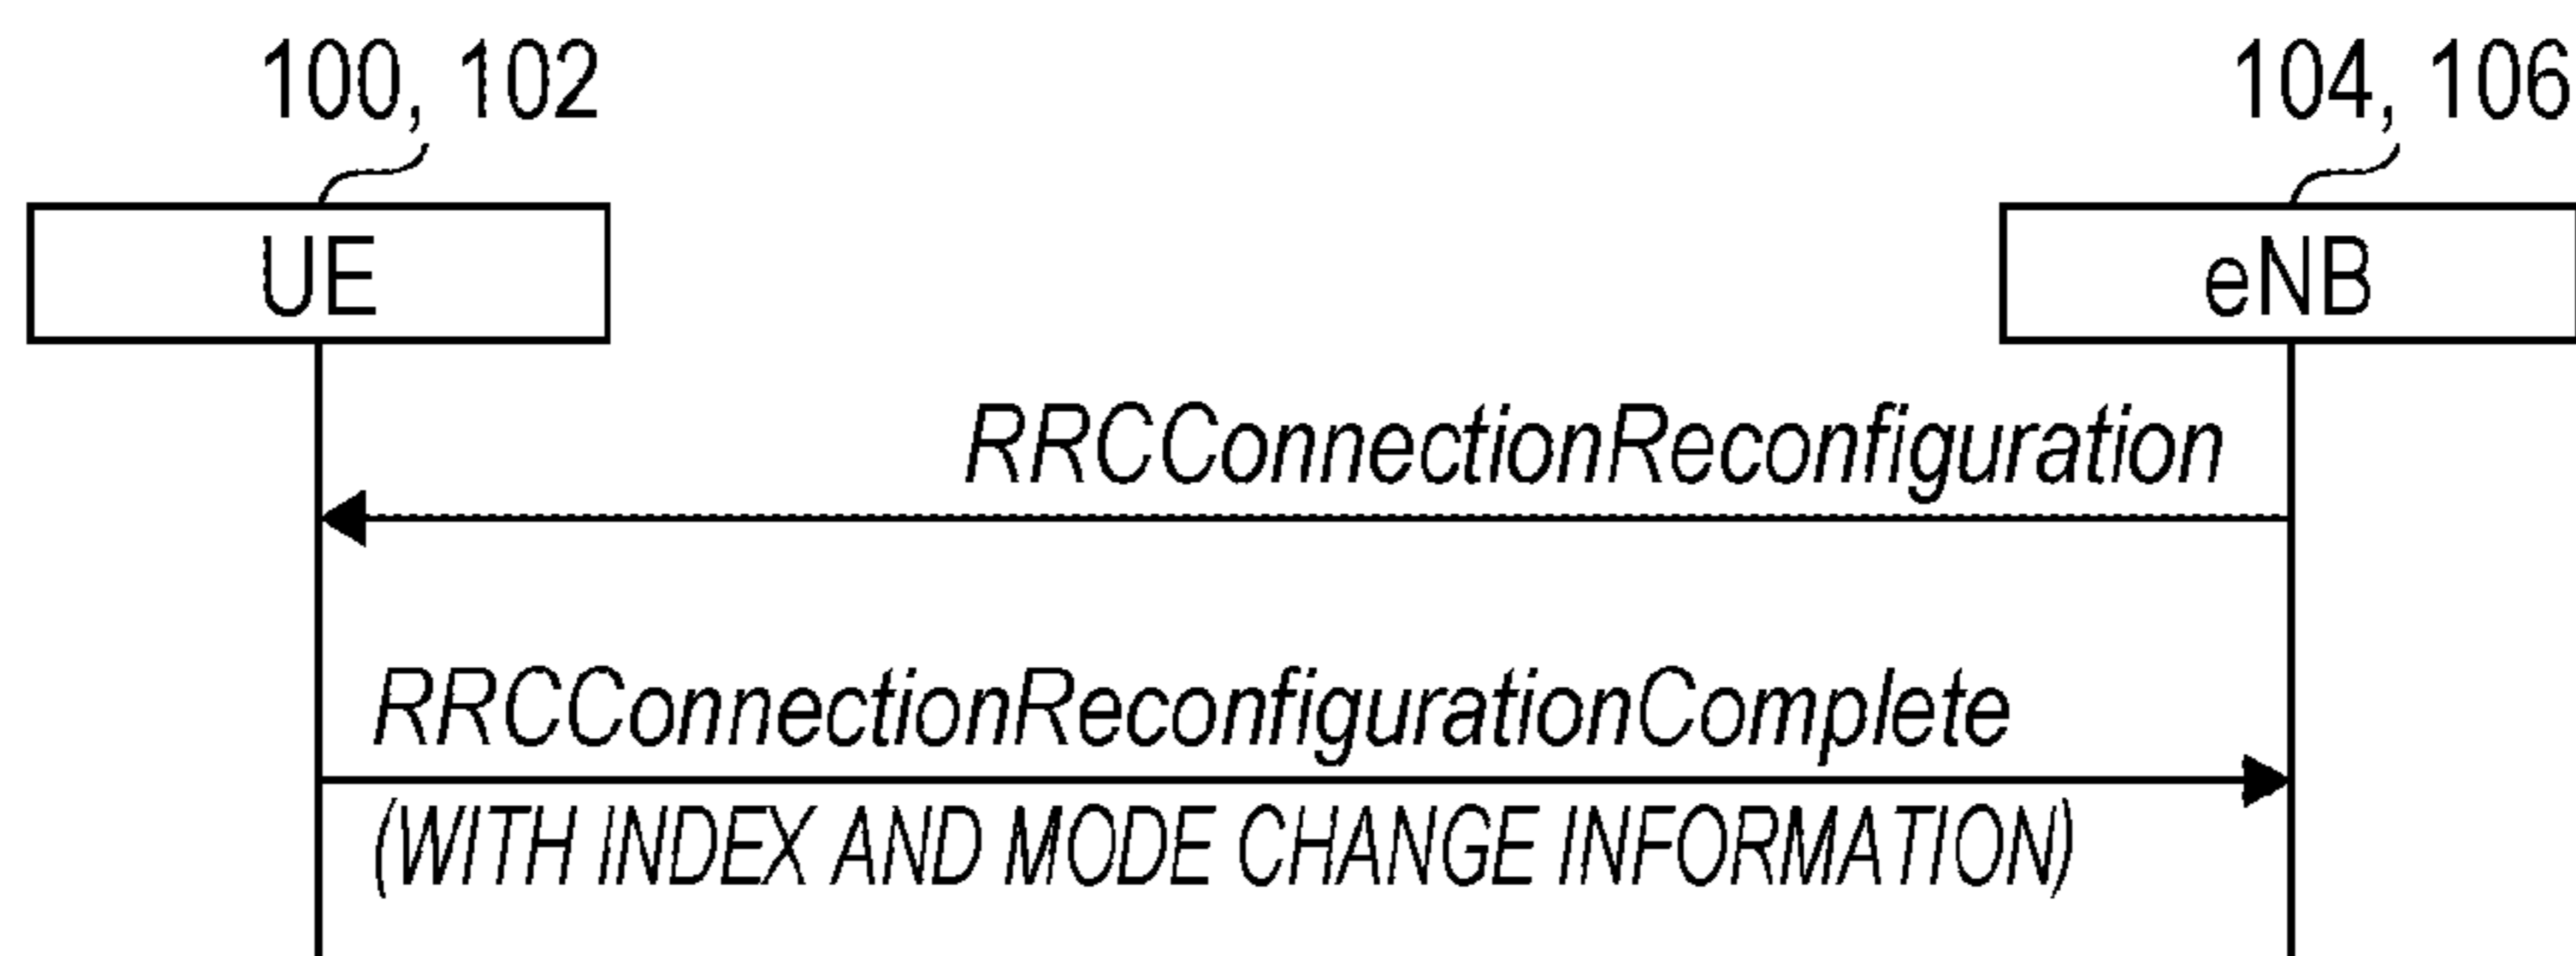 100, 102
104, 106
UE
eNB
RRCConnectionReconfiguration
RRCConnectionReconfigurationComplete
(WITH INDEX AND MODE CHANGE INFORMATION)